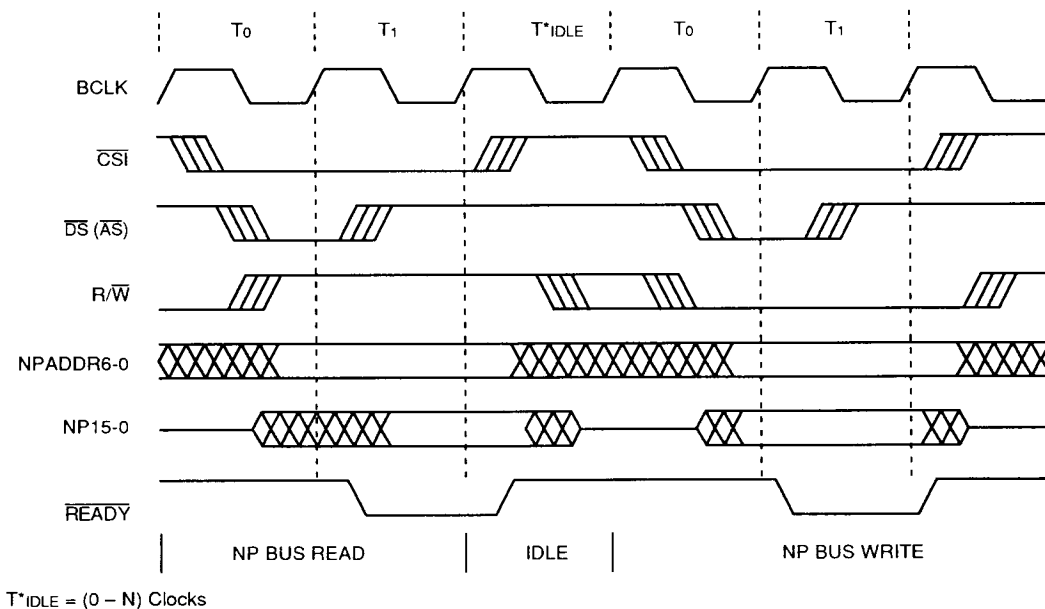 T0 T1 T*IDLE T0 T1
BCLK
CSI
DS (AS)
R/W
NPADDR6-0
NP15-0
READY
NP BUS READ IDLE NP BUS WRITE
T*IDLE = (0 – N) Clocks